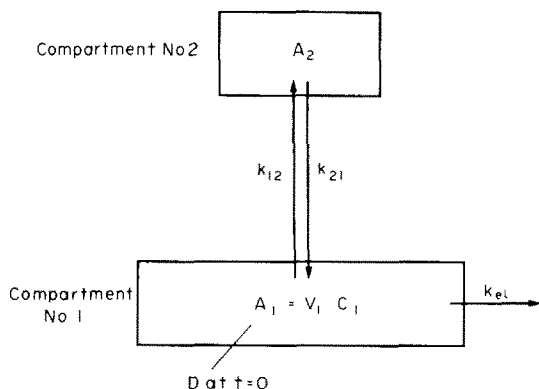 Compartment No 2
A₂
k₁₂
k₂₁
Compartment
No 1
A₁ = V₁ C₁
kₑₗ
D at t=0